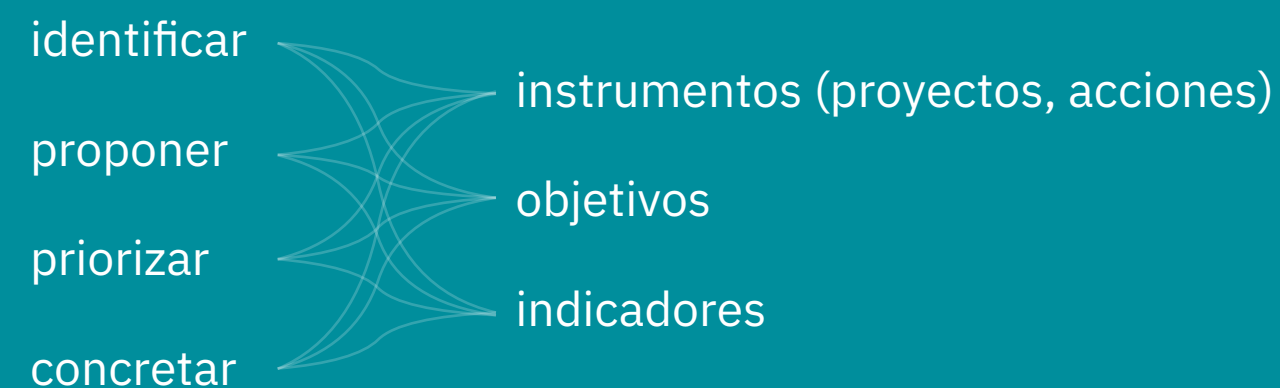 identificar
proponer
priorizar
concretar
instrumentos (proyectos, acciones)
objetivos
indicadores